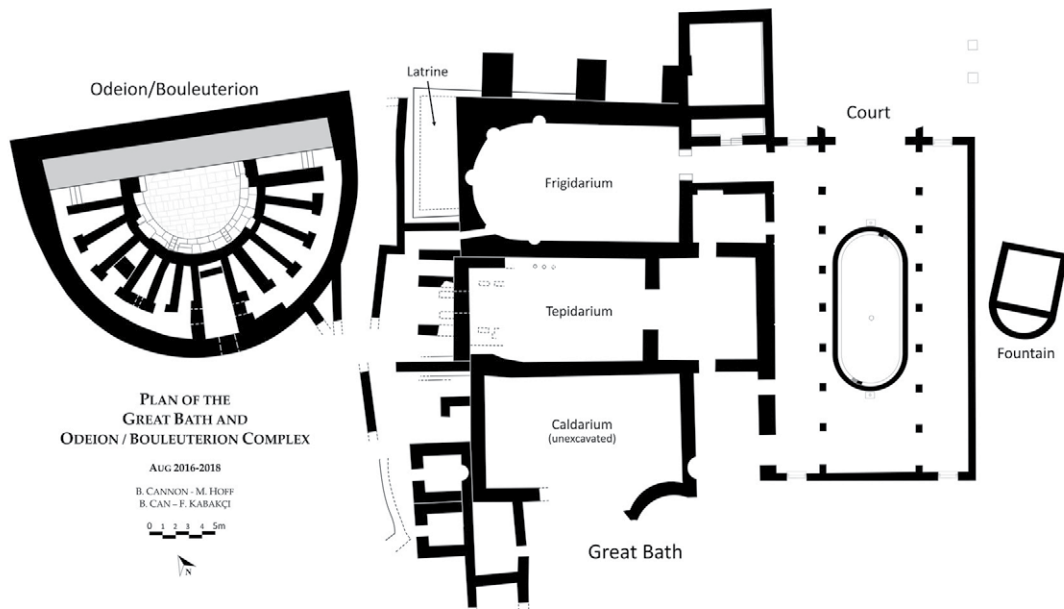 Odeion/Bouleuterion
Latrine
Court
Frigidarium
Tepidarium
Fountain
Caldarium
(unexcavated)
Great Bath
PLAN OF THE
GREAT BATH AND
ODEION / BOULEUTERION COMPLEX
AUG 2016-2018
B. CANNON - M. HOFF
B. CAN – F. KABAKÇI
0 1 2 3 4 5m
N